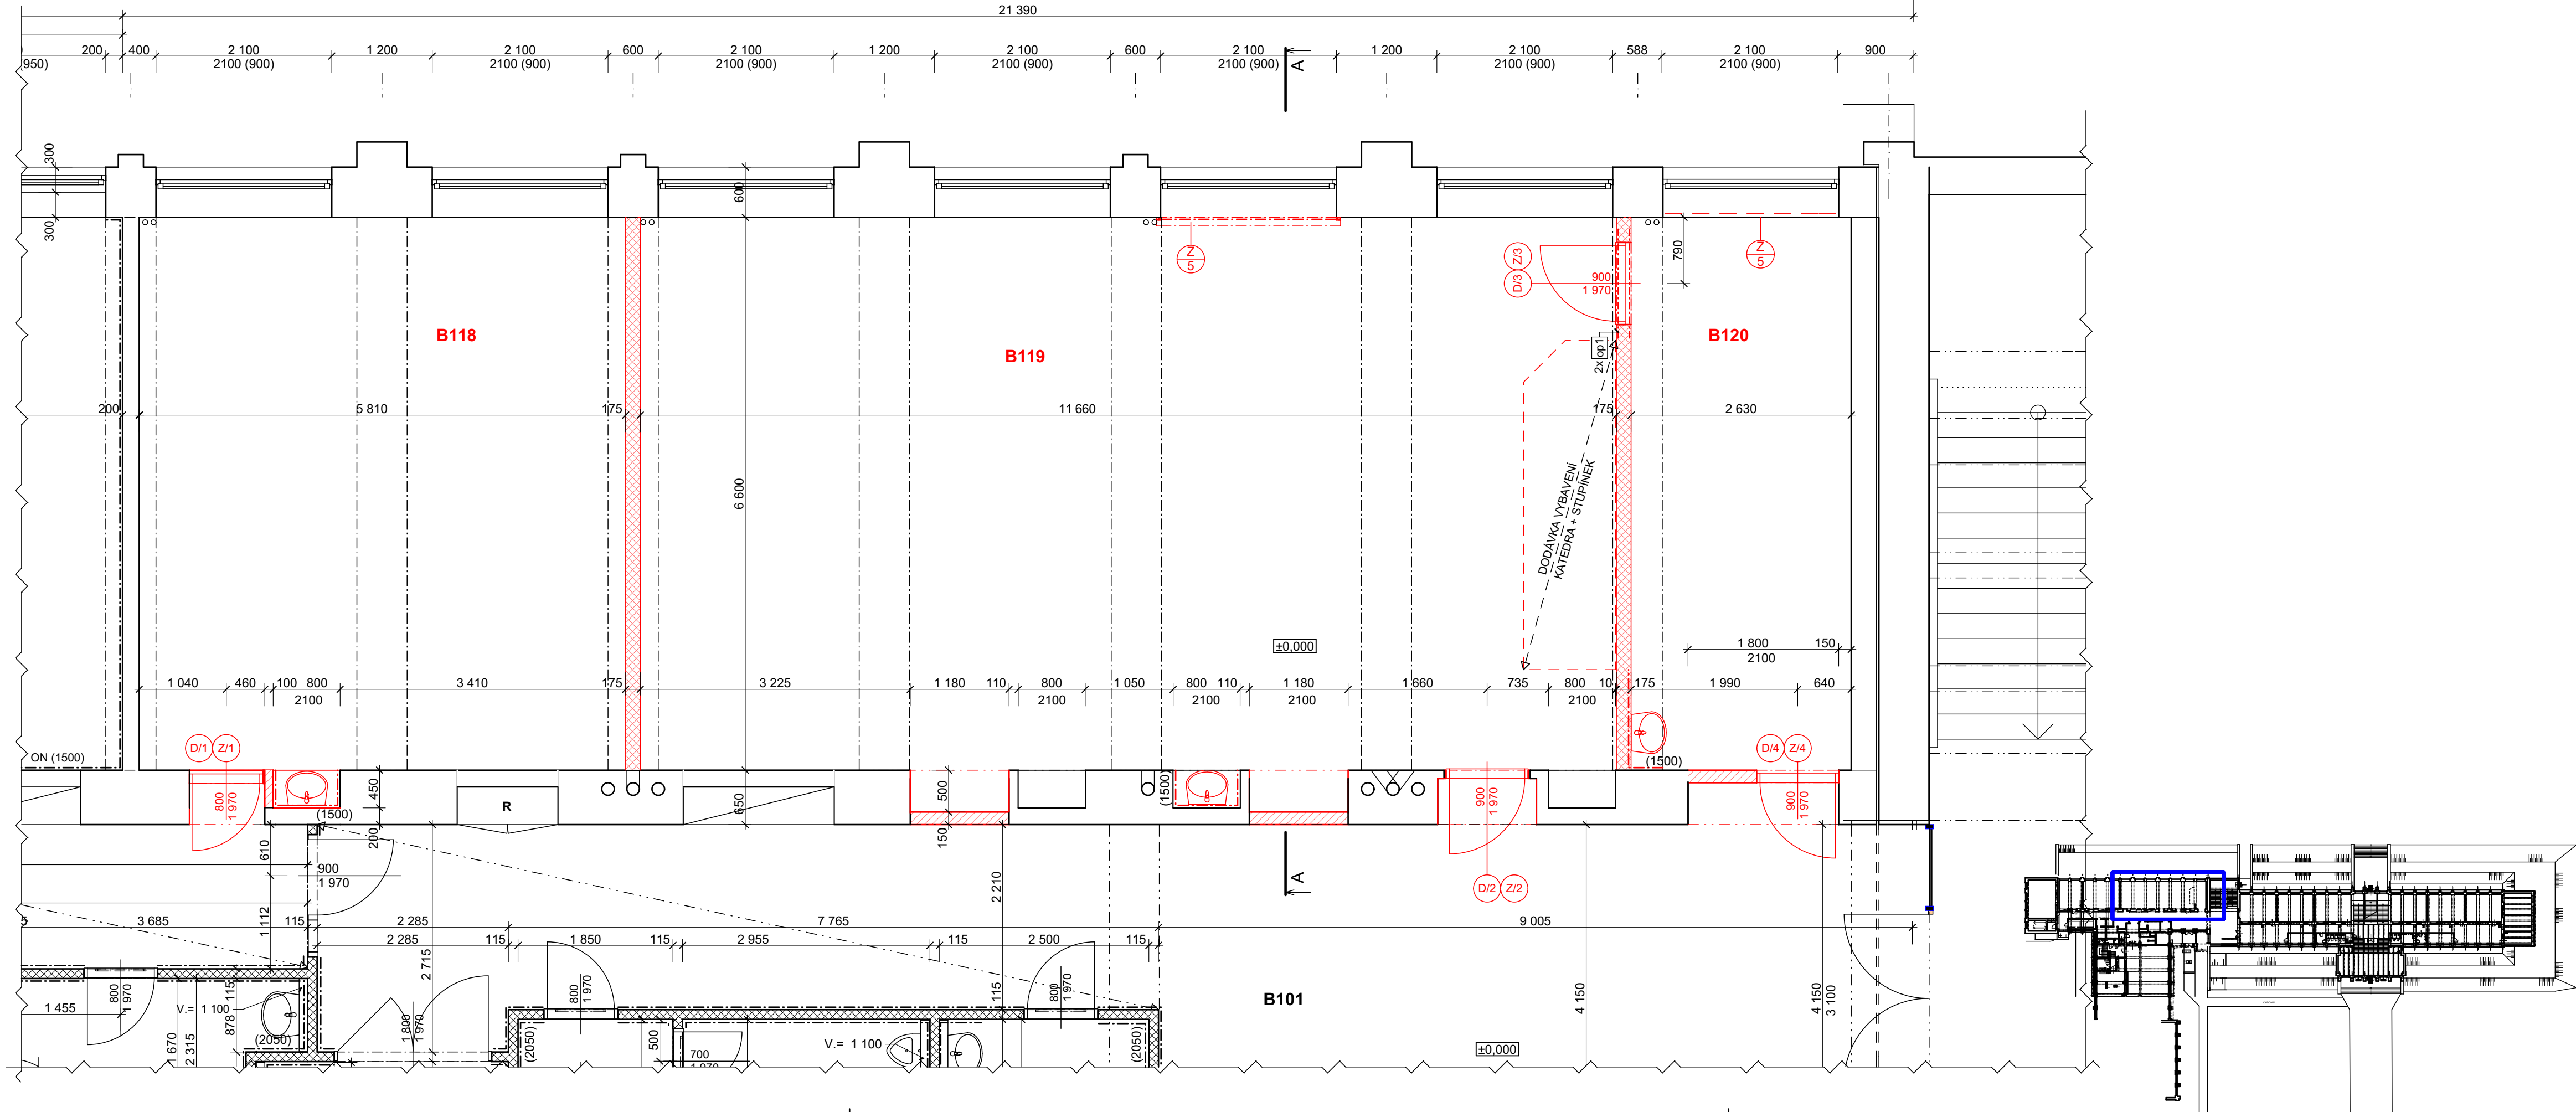 21 390
200 400 2 100 1 200 2 100 600 2 100 1 200 2 100 600 2 100 1 200 2 100 588 2 100 900
(950) 2100 (900) 2100 (900) 2100 (900) 2100 (900) 2100 (900) 2100 (900) 2100 (900)
A
300
600
300
Z
5
Z
5
790
D/3 Z/3
900
1 970
B118
B119
B120
2x op1
200 5 810 175 11 660 175 2 630
6 600
DODÁVKA VYBAVENÍ
KATEDRA + STUPÍNEK
±0,000
1 800 150
2100
1 040 460 100 800 3 410 175 3 225 1 180 110 800 1 050 800 110 1 180 1 660 735 800 10 175 1 990 640
2100 2100 2100 2100 2100
D/1 Z/1
D/4 Z/4
ON (1500)
(1500)
(1500)
(1500)
800
1 970
450
200
R
650
500
150
900
1 970
900
1 970
D/2 Z/2
A
610
900
1 970
1 112
2 210
3 685 115 2 285 7 765 9 005
2 285 115 1 850 115 2 955 115 2 500 115
2 715
1 455
800
1 970
115
V.= 1 100
878
(2050)
1 670
2 315
1 800
1 970
800
1 970
800
1 970
115
B101
4 150
4 150
3 100
(2050)
500
700
V.= 1 100
(2050)
±0,000